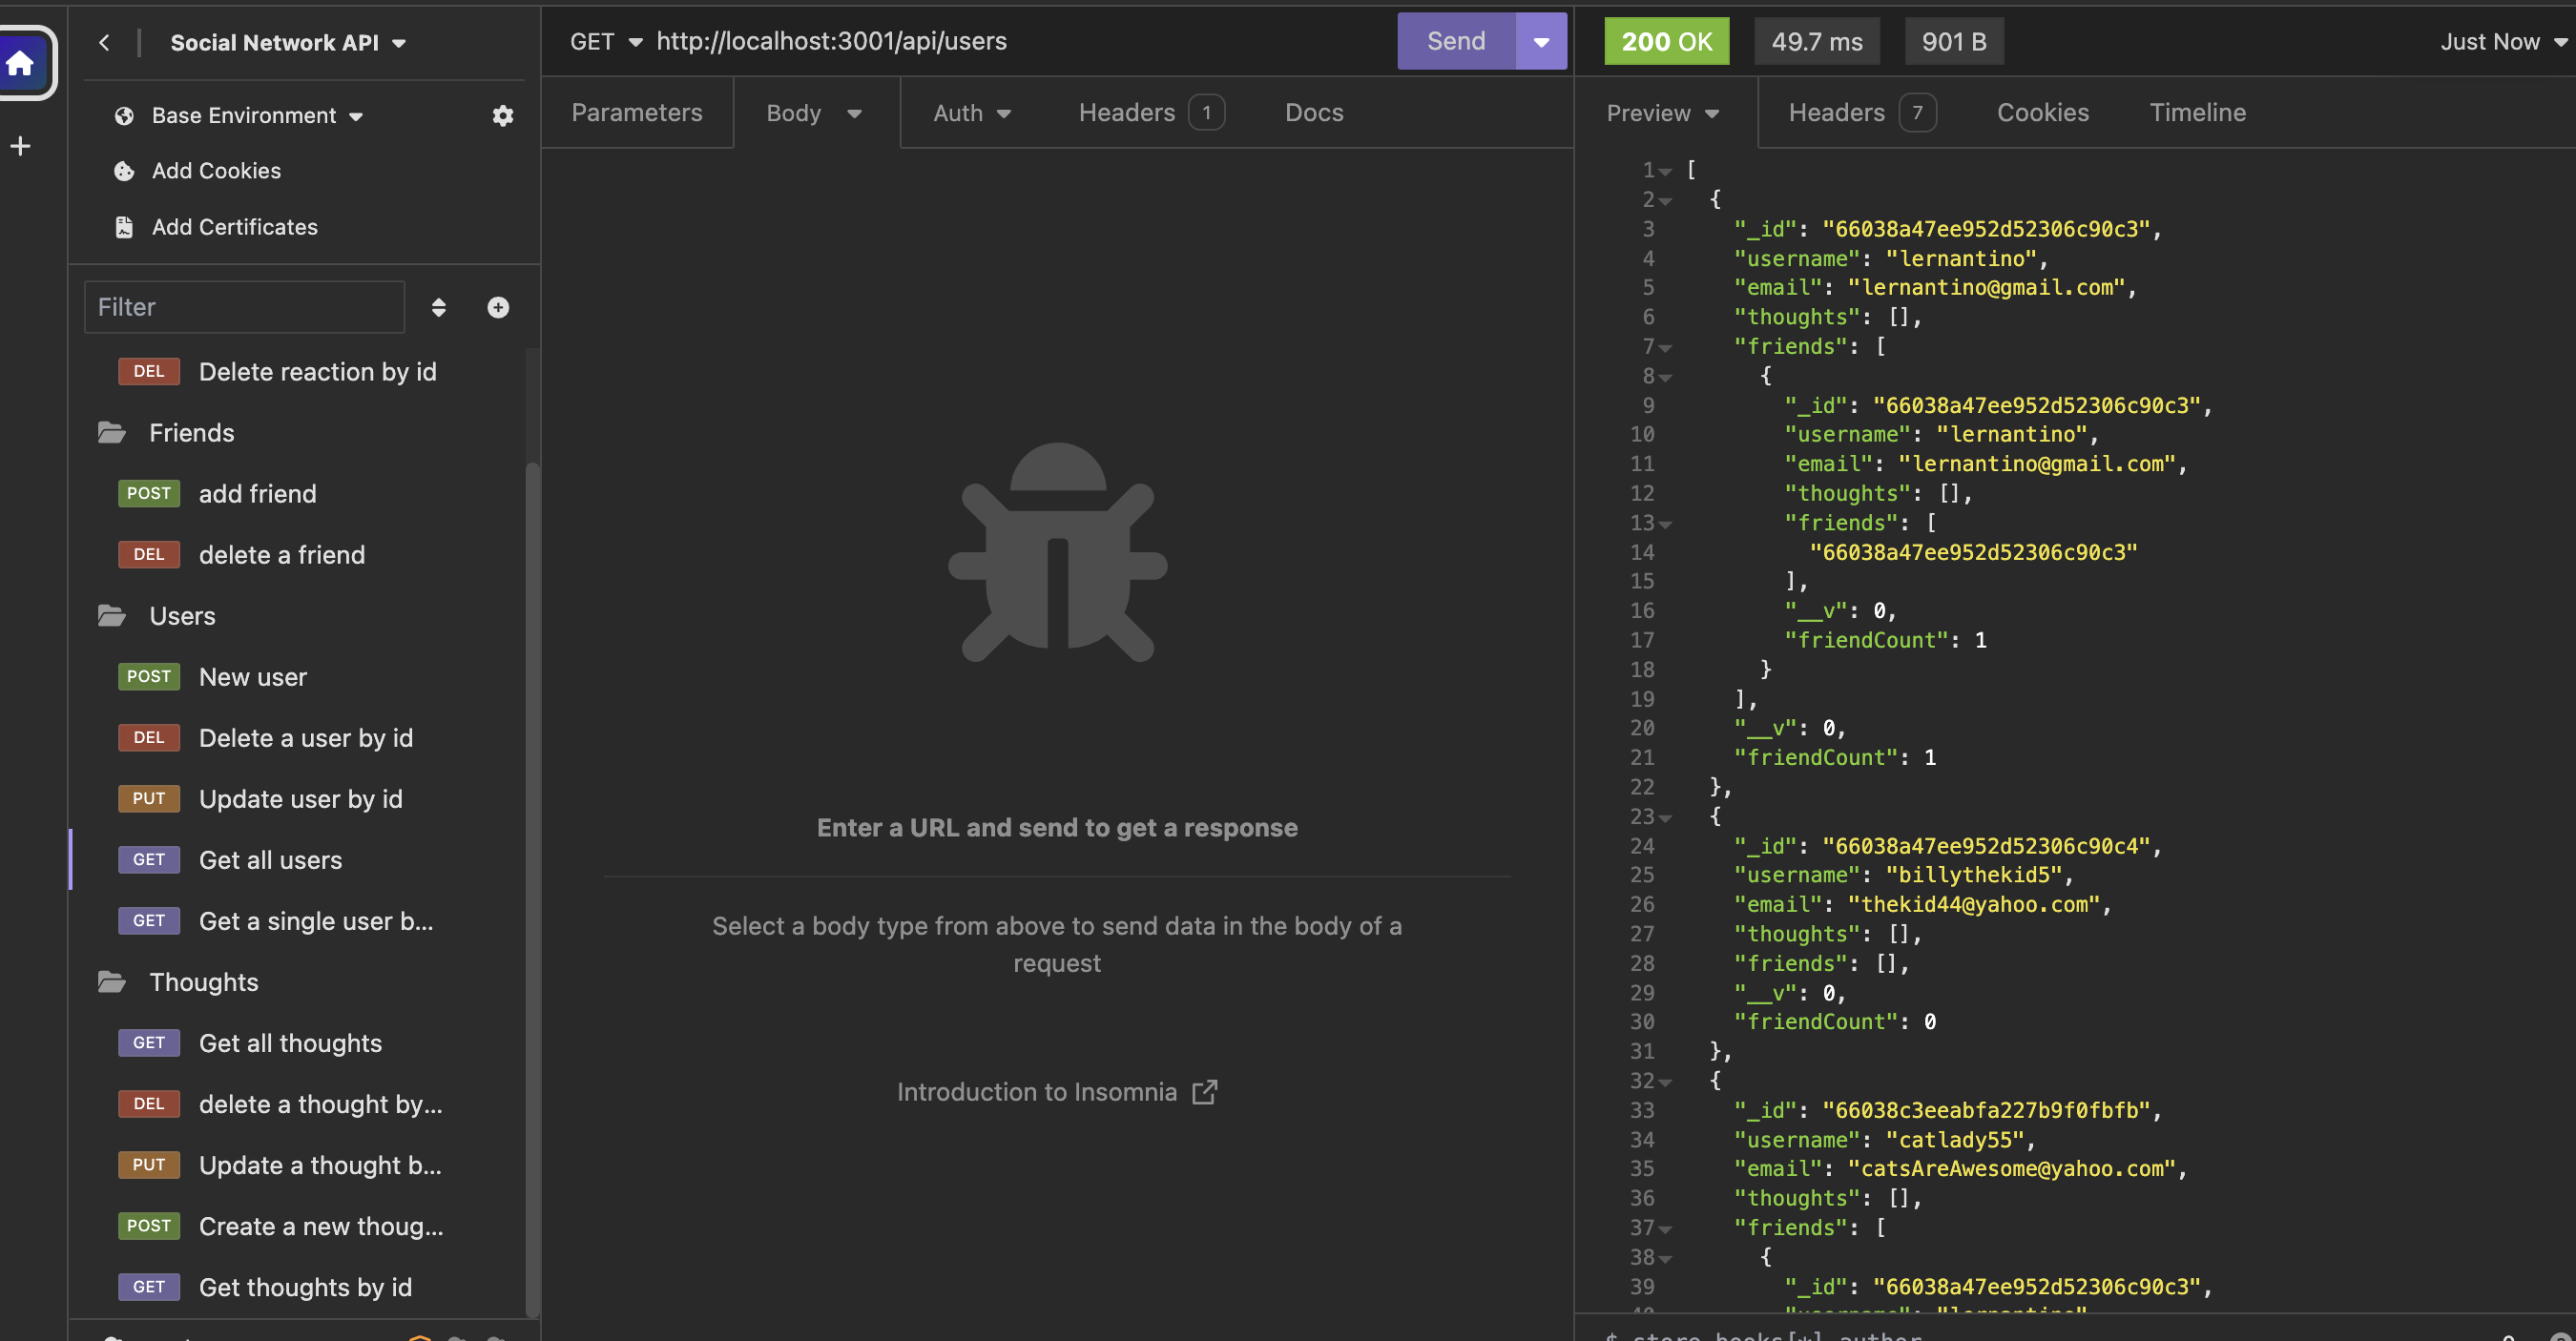 Social Network API
Base Environment
Add Cookies
Add Certificates
Filter
DEL Delete reaction by id
Friends
POST add friend
DEL delete a friend
Users
POST New user
DEL Delete a user by id
PUT Update user by id
GET Get all users
GET Get a single user b...
Thoughts
GET Get all thoughts
DEL delete a thought by...
PUT Update a thought b...
POST Create a new thoug...
GET Get thoughts by id
GET http://localhost:3001/api/users Send
Parameters Body Auth Headers 1 Docs
Enter a URL and send to get a response
Select a body type from above to send data in the body of a
request
Introduction to Insomnia
200 OK 49.7 ms 901 B Just Now
Preview Headers 7 Cookies Timeline
1 [
2 {
3 "_id": "66038a47ee952d52306c90c3",
4 "username": "lernantino",
5 "email": "lernantino@gmail.com",
6 "thoughts": [],
7 "friends": [
8 {
9 "_id": "66038a47ee952d52306c90c3",
10 "username": "lernantino",
11 "email": "lernantino@gmail.com",
12 "thoughts": [],
13 "friends": [
14 "66038a47ee952d52306c90c3"
15 ],
16 "__v": 0,
17 "friendCount": 1
18 }
19 ],
20 "__v": 0,
21 "friendCount": 1
22 },
23 {
24 "_id": "66038a47ee952d52306c90c4",
25 "username": "billythekid5",
26 "email": "thekid44@yahoo.com",
27 "thoughts": [],
28 "friends": [],
29 "__v": 0,
30 "friendCount": 0
31 },
32 {
33 "_id": "66038c3eeabfa227b9f0fbfb",
34 "username": "catlady55",
35 "email": "catsAreAwesome@yahoo.com",
36 "thoughts": [],
37 "friends": [
38 {
39 "_id": "66038a47ee952d52306c90c3",
40 "username": "lernantino"
$.store.books[*].author